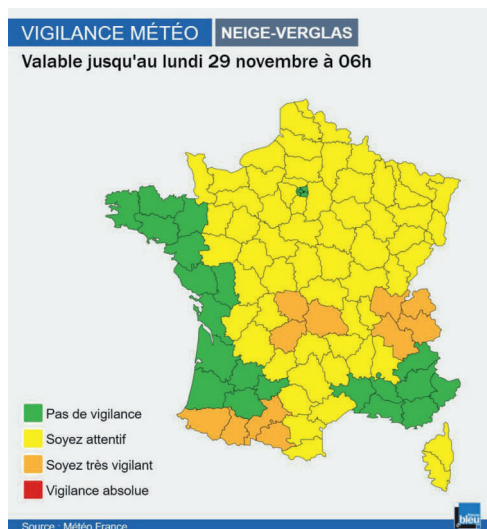 VIGILANCE MÉTÉO NEIGE-VERGLAS
Valable jusqu'au lundi 29 novembre à 06h
Pas de vigilance
Soyez attentif
Soyez très vigilant
Vigilance absolue
Source : Météo France
bleu